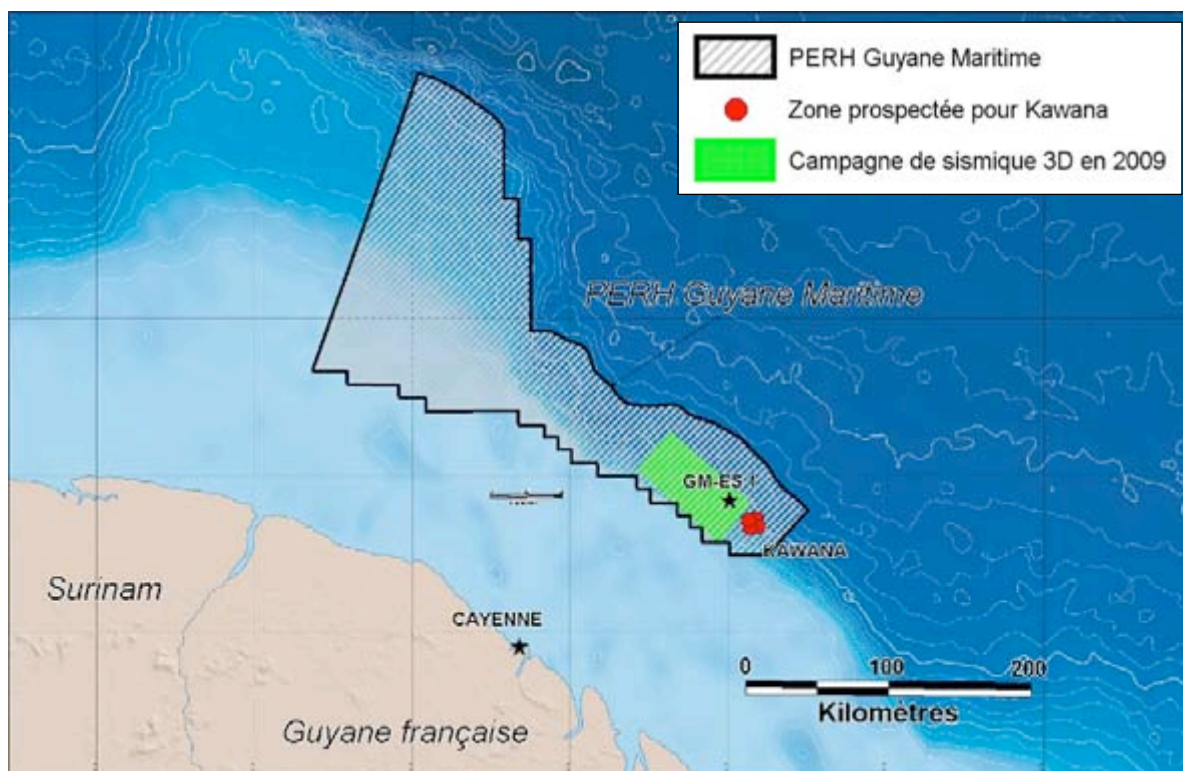 PERH Guyane Maritime
Zone prospectée pour Kawana
Campagne de sismique 3D en 2009
PERH Guyane Maritime
GM-ES 1
KAWANA
Surinam
CAYENNE
0 100 200
Kilomètres
Guyane française